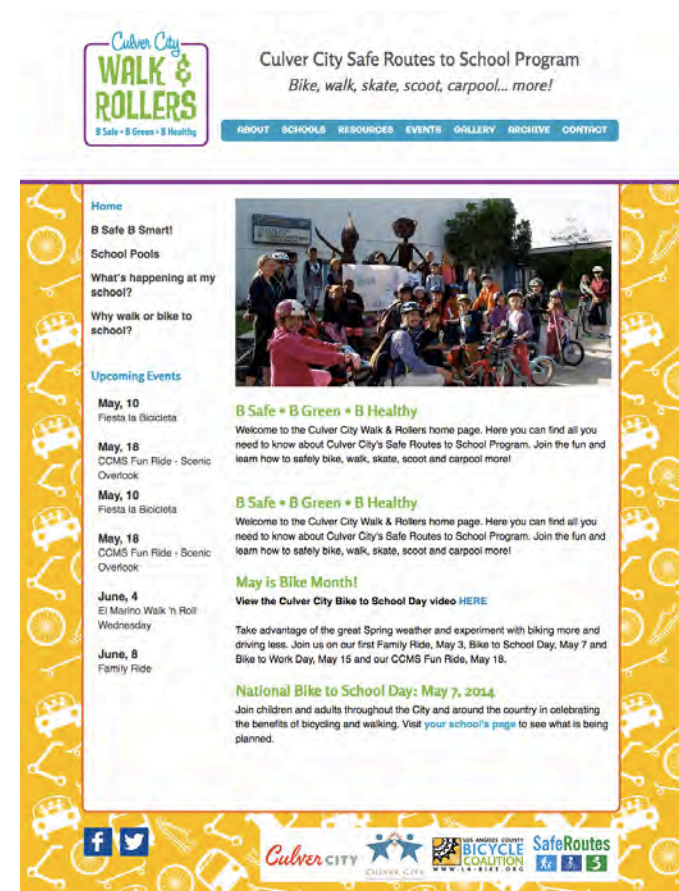 Culver City
WALK &
ROLLERS
B Safe • B Green • B Healthy
Culver City Safe Routes to School Program
Bike, walk, skate, scoot, carpool... more!
ABOUT SCHOOLS RESOURCES EVENTS GALLERY ARCHIVE CONTACT
Home
B Safe B Smart!
School Pools
What's happening at my
school?
Why walk or bike to
school?
Upcoming Events
May, 10
Fiesta la Bicicleta
May, 18
CCMS Fun Ride - Scenic
Overlook
May, 10
Fiesta la Bicicleta
May, 18
CCMS Fun Ride - Scenic
Overlook
June, 4
El Marino Walk 'n Roll
Wednesday
June, 8
Family Ride
B Safe • B Green • B Healthy
Welcome to the Culver City Walk & Rollers home page. Here you can find all you
need to know about Culver City's Safe Routes to School Program. Join the fun and
learn how to safely bike, walk, skate, scoot and carpool more!
B Safe • B Green • B Healthy
Welcome to the Culver City Walk & Rollers home page. Here you can find all you
need to know about Culver City's Safe Routes to School Program. Join the fun and
learn how to safely bike, walk, skate, scoot and carpool more!
May is Bike Month!
View the Culver City Bike to School Day video HERE
Take advantage of the great Spring weather and experiment with biking more and
driving less. Join us on our first Family Ride, May 3, Bike to School Day, May 7 and
Bike to Work Day, May 15 and our CCMS Fun Ride, May 18.
National Bike to School Day: May 7, 2014
Join children and adults throughout the City and around the country in celebrating
the benefits of bicycling and walking. Visit your school's page to see what is being
planned.
Culver CITY
CULVER CITY
LOS ANGELES COUNTY
BICYCLE
COALITION
WWW.LA-BIKE.ORG
SafeRoutes